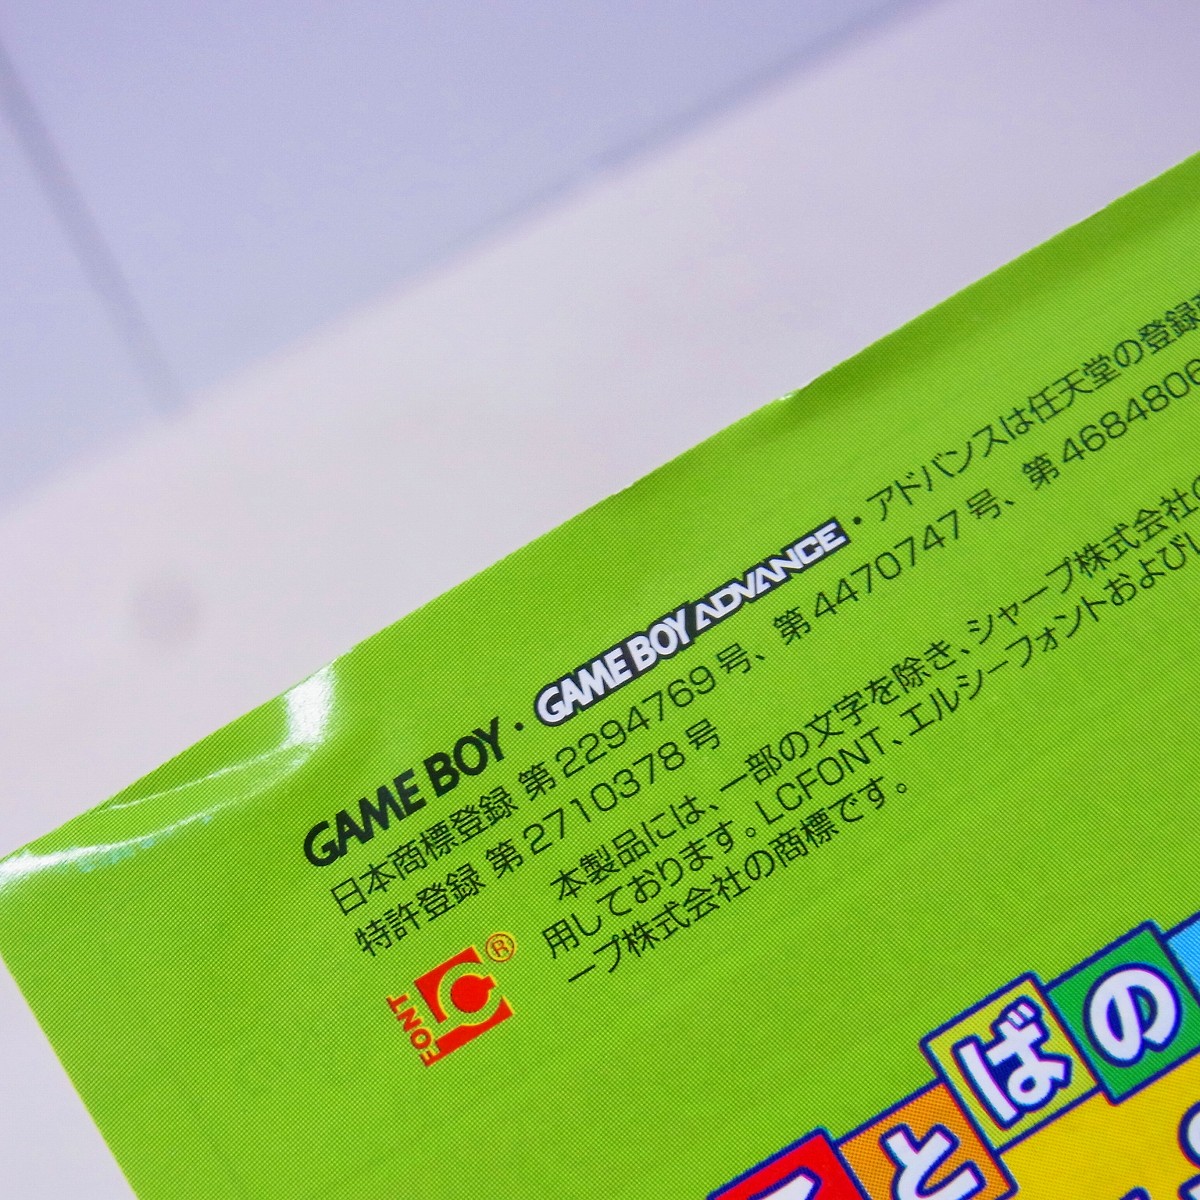 GAME BOY・GAME BOY ADVANCE・アドバンスは任天堂の登録
日本商標登録 第2294769号、第4470747号、第4684806
特許登録 第2710378号
本製品には、一部の文字を除き、シャープ株式会社の
用しております。LCFONT、エルシーフォントおよび
ープ株式会社の商標です。
LC®
FONT
ことばの